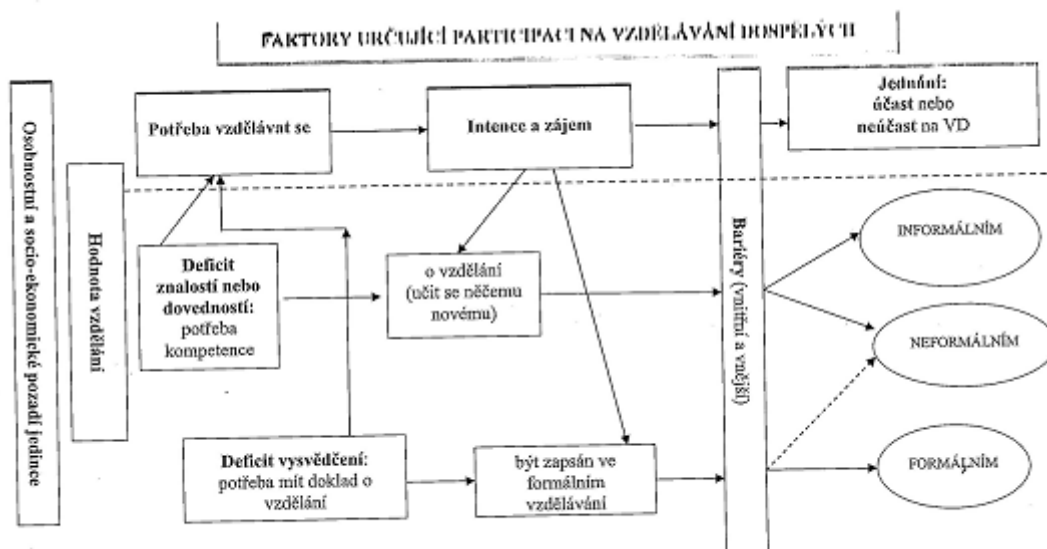 FAKTORY URČUJÍCÍ PARTICIPACI NA VZDĚLÁVÁNÍ DOSPĚLÝCH
Osobnostní a socio-ekonomické pozadí jedince
Hodnota vzdělání
Potřeba vzdělávat se
Intence a zájem
Jednání:
účast nebo
neúčast na VD
Deficit
znalostí nebo
dovedností:
potřeba
kompetence
o vzdělání
(učit se něčemu
novému)
Deficit vysvědčení:
potřeba mít doklad o
vzdělání
být zapsán ve
formálním
vzdělávání
Bariéry (vnitřní a vnější)
INFORMÁLNÍM
NEFORMÁLNÍM
FORMÁLNÍM